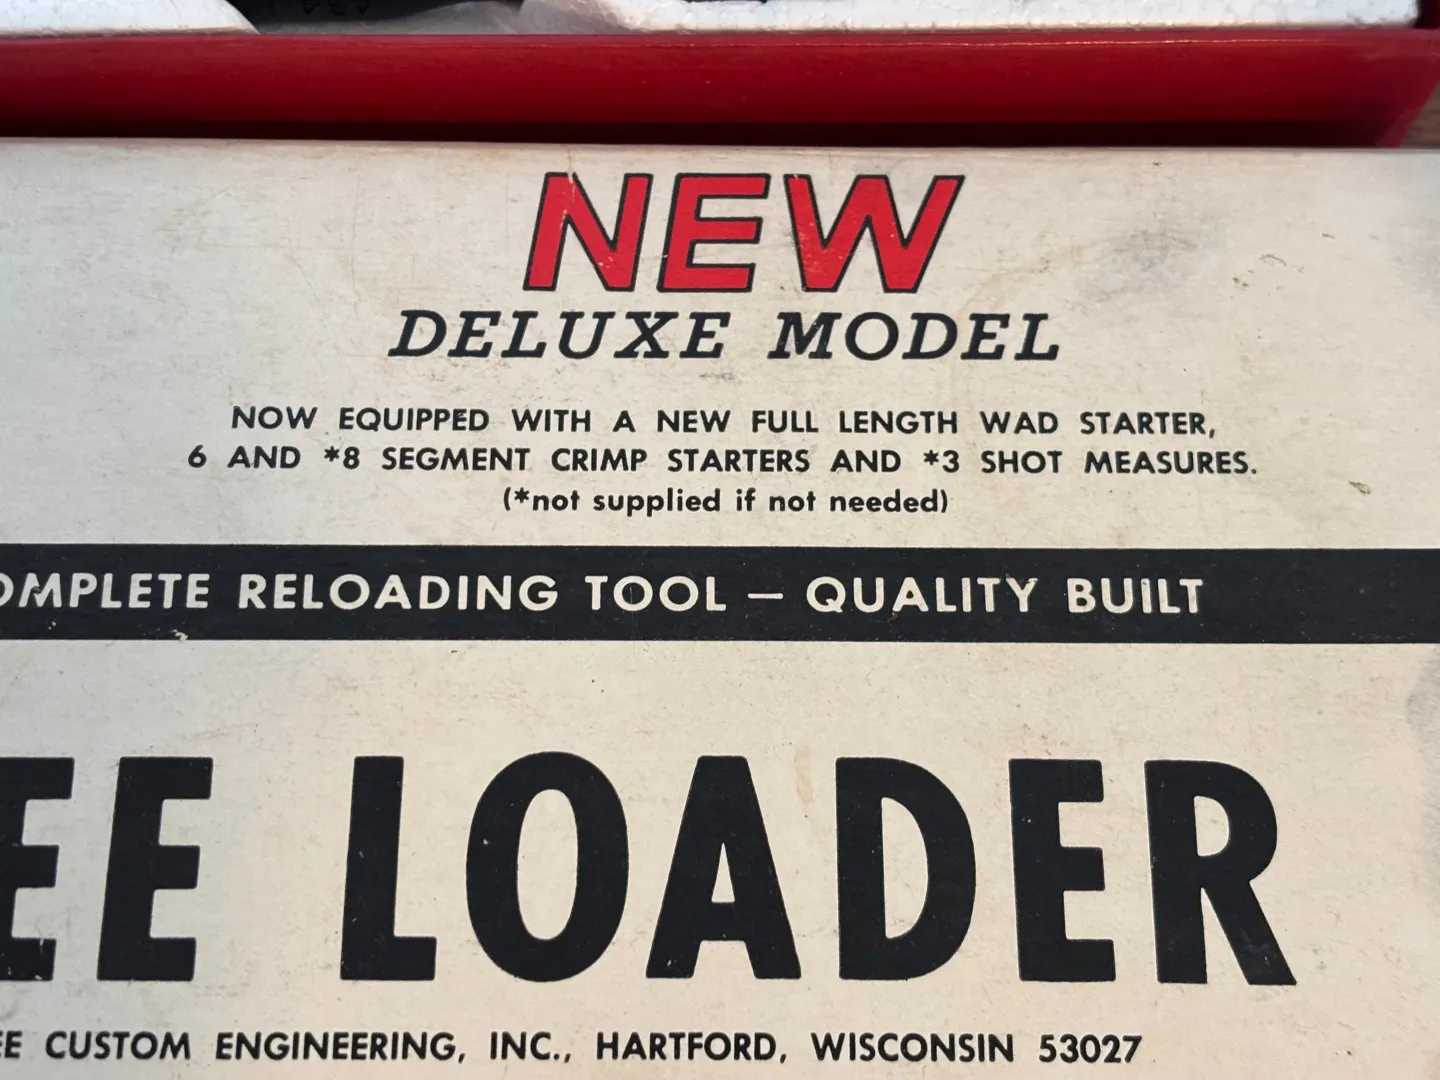 NEW
DELUXE MODEL
NOW EQUIPPED WITH A NEW FULL LENGTH WAD STARTER,
6 AND *8 SEGMENT CRIMP STARTERS AND *3 SHOT MEASURES.
(*not supplied if not needed)
OMPLETE RELOADING TOOL — QUALITY BUILT
EE LOADER
EE CUSTOM ENGINEERING, INC., HARTFORD, WISCONSIN 53027